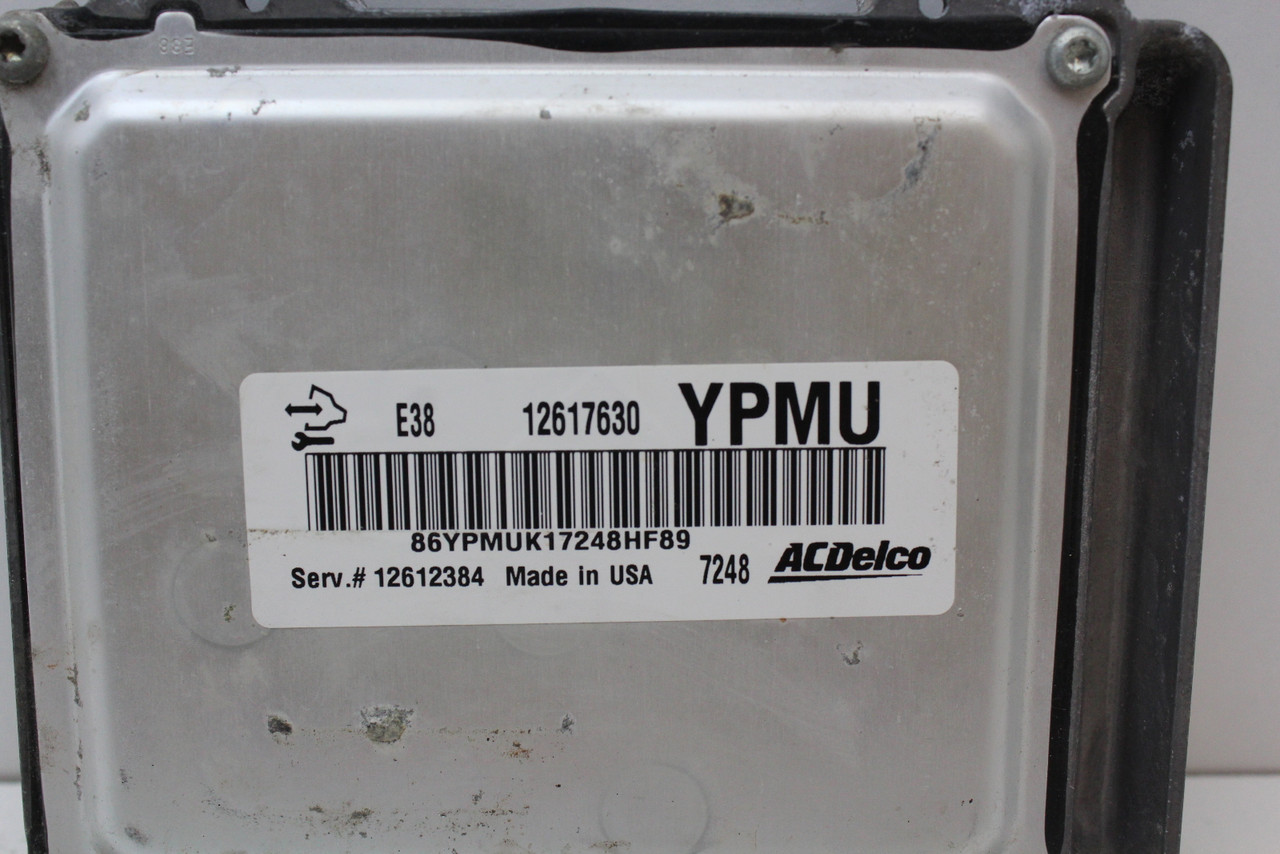 E38 12617630 YPMU
86YPMUK17248HF89
Serv.# 12612384 Made in USA 7248 ACDelco